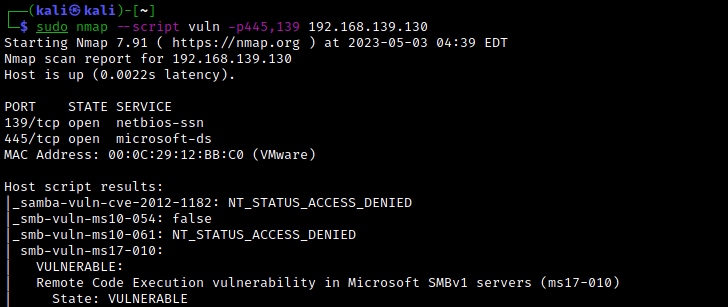 ┌──(kali㉿kali)-[~]
└─$ sudo nmap --script vuln -p445,139 192.168.139.130
Starting Nmap 7.91 ( https://nmap.org ) at 2023-05-03 04:39 EDT
Nmap scan report for 192.168.139.130
Host is up (0.0022s latency).
PORT    STATE SERVICE
139/tcp open  netbios-ssn
445/tcp open  microsoft-ds
MAC Address: 00:0C:29:12:BB:C0 (VMware)
Host script results:
|_samba-vuln-cve-2012-1182: NT_STATUS_ACCESS_DENIED
|_smb-vuln-ms10-054: false
|_smb-vuln-ms10-061: NT_STATUS_ACCESS_DENIED
| smb-vuln-ms17-010:
|   VULNERABLE:
|   Remote Code Execution vulnerability in Microsoft SMBv1 servers (ms17-010)
|     State: VULNERABLE